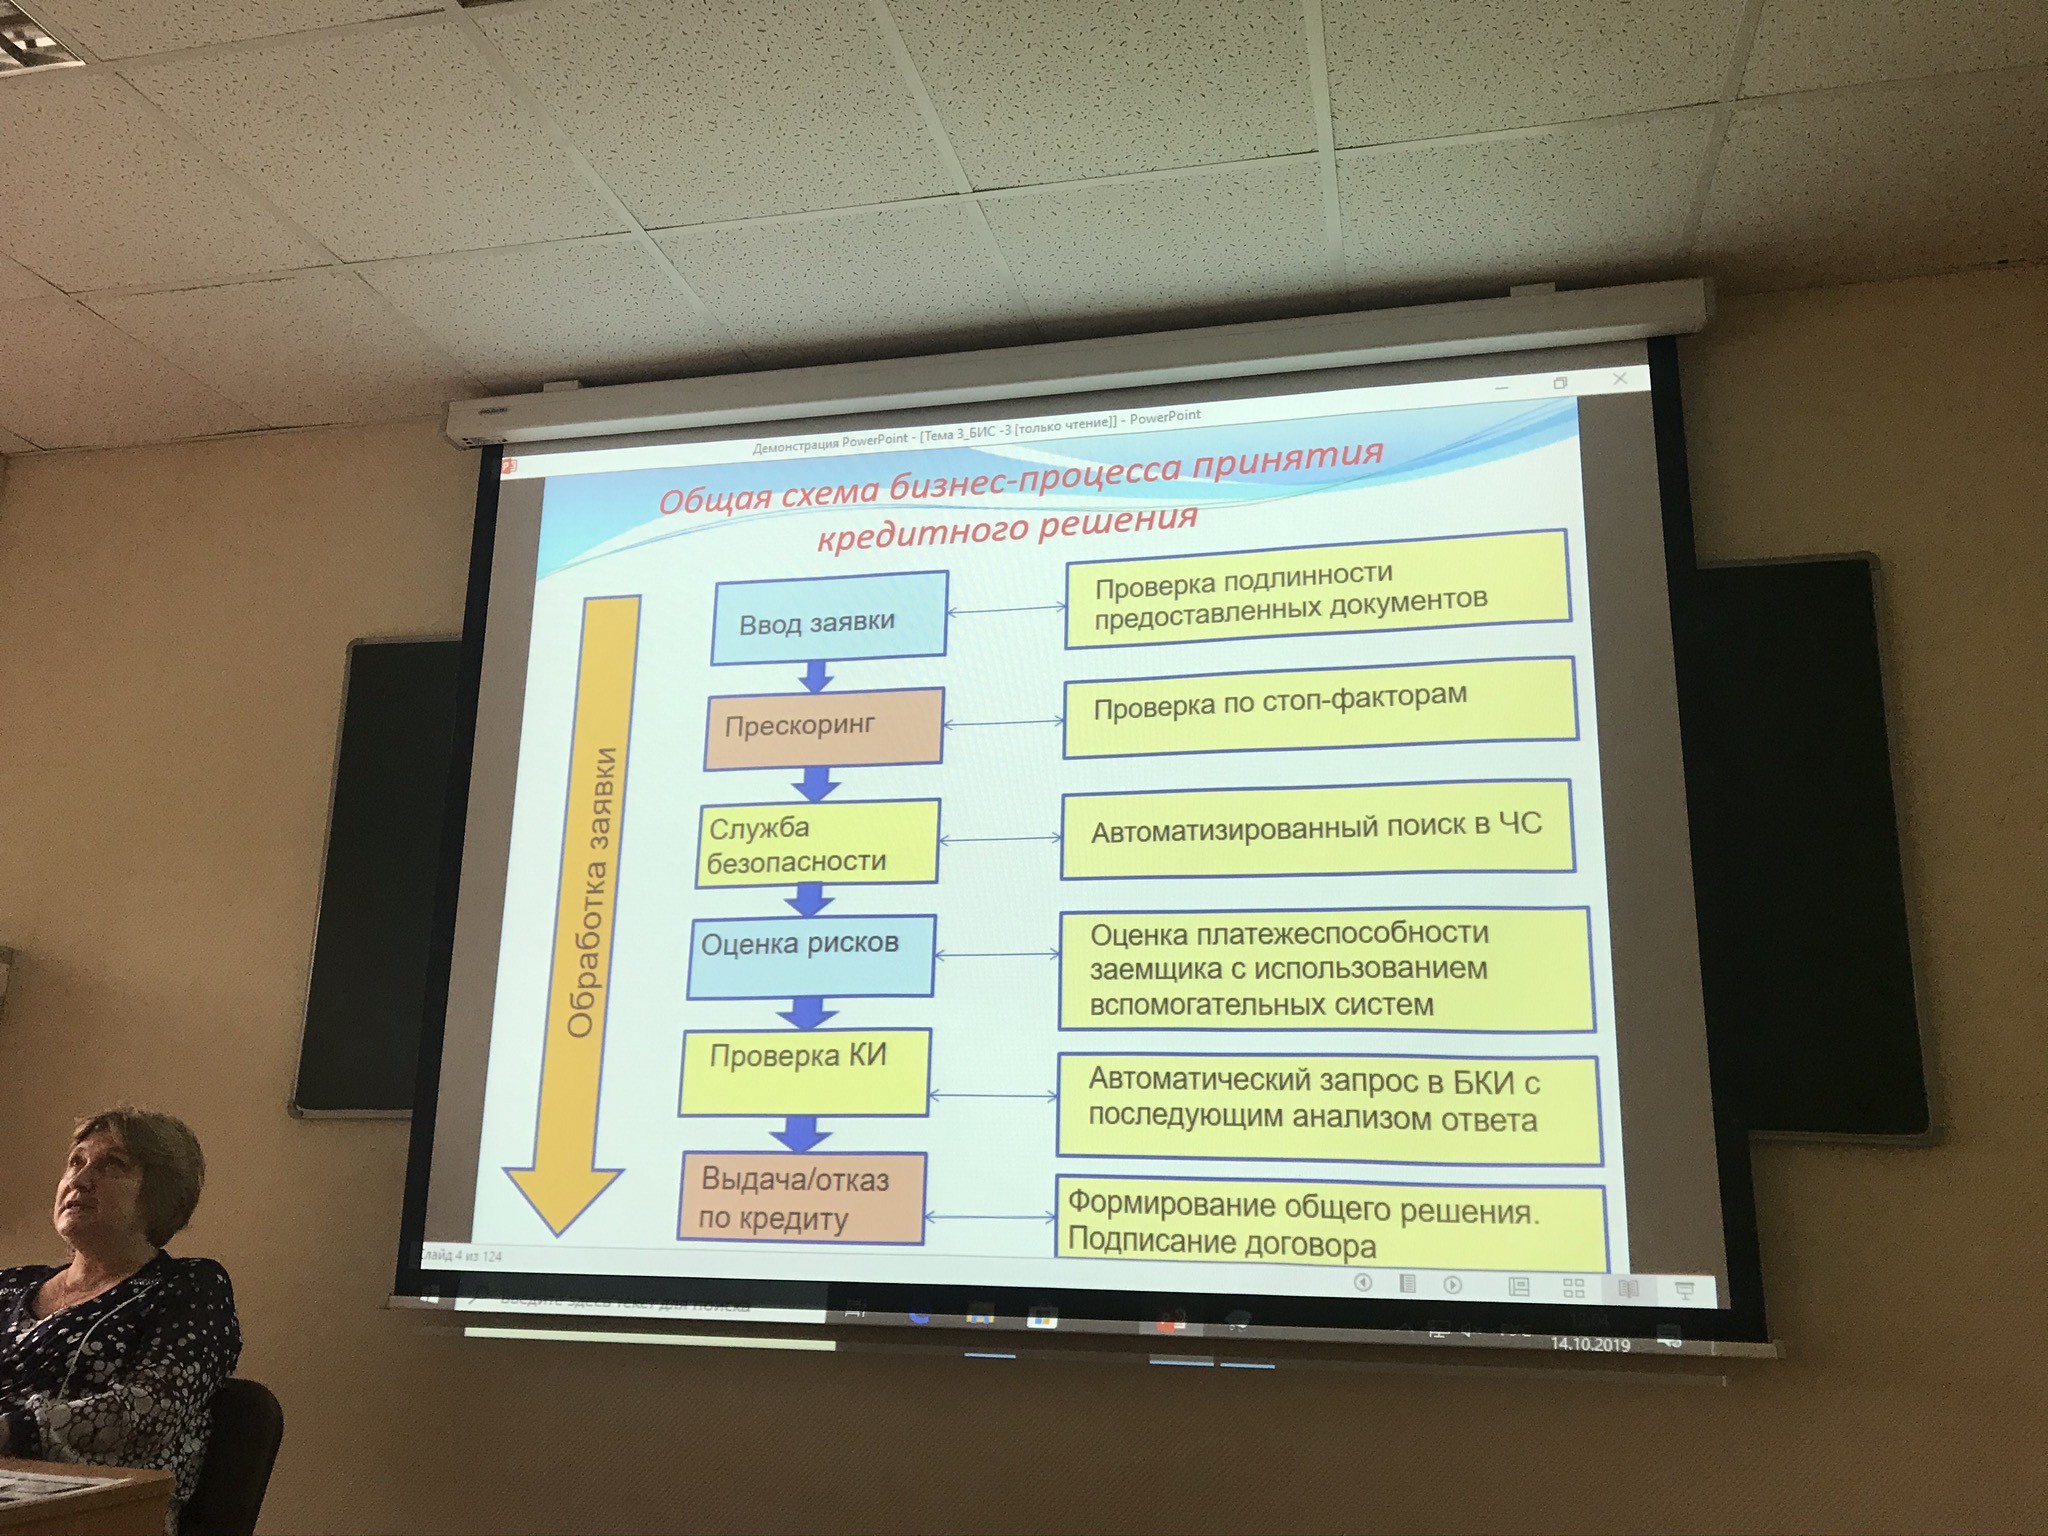 Демонстрация PowerPoint - [Тема 3_БИС -3 [только чтение]] - PowerPoint
Общая схема бизнес-процесса принятия
кредитного решения
Обработка заявки
Ввод заявки
Проверка подлинности
предоставленных документов
Прескоринг
Проверка по стоп-факторам
Служба
безопасности
Автоматизированный поиск в ЧС
Оценка рисков
Оценка платежеспособности
заемщика с использованием
вспомогательных систем
Проверка КИ
Автоматический запрос в БКИ с
последующим анализом ответа
Выдача/отказ
по кредиту
Формирование общего решения.
Подписание договора
Слайд 4 из 124
Введите здесь текст для поиска
РУС
14.10.2019